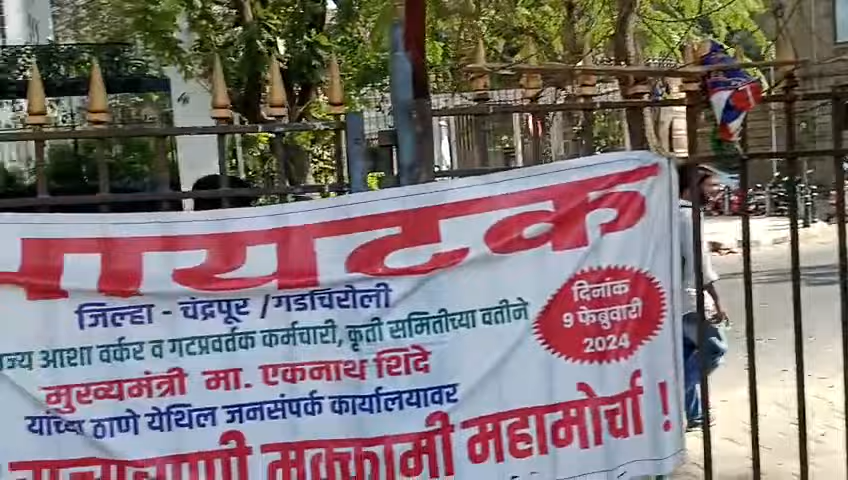 जिल्हा - चंद्रपूर / गडचिरोली
आशा वर्कर व गटप्रवर्तक कर्मचारी, कृती समितीच्या वतीने
मुख्यमंत्री मा. एकनाथ शिंदे
यांच्या ठाणे येथिल जनसंपर्क कार्यालयावर
मुक्कामी महामोर्चा !
दिनांक
9 फेब्रुवारी
2024